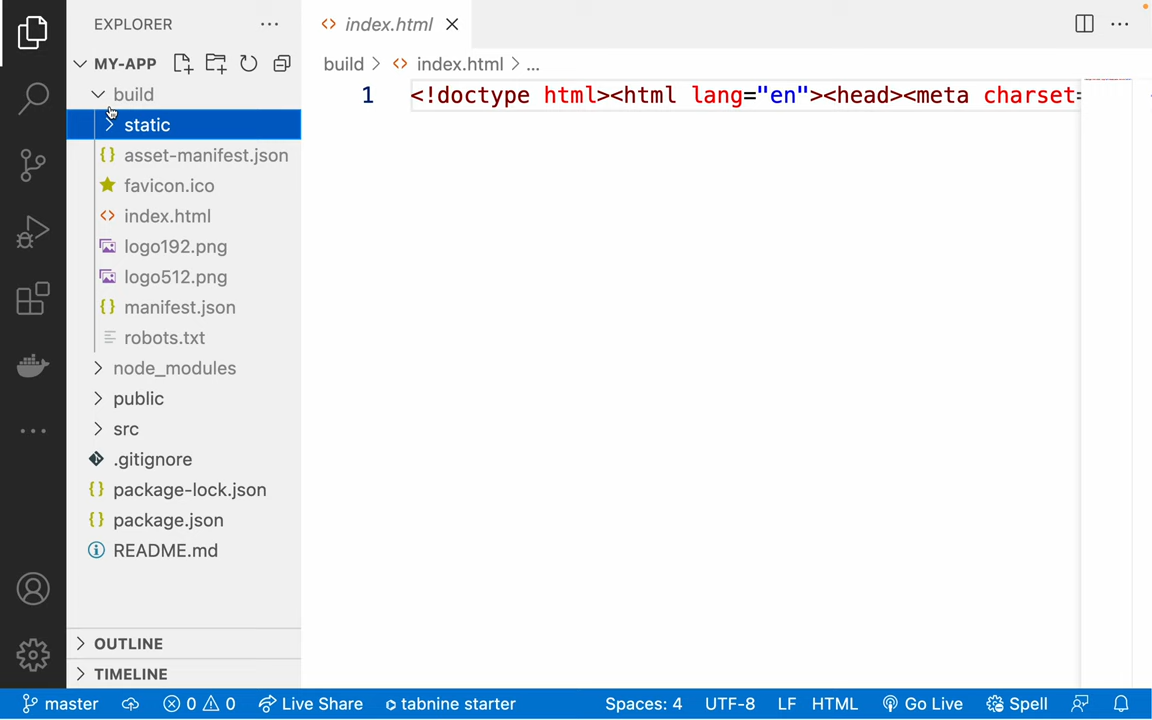 EXPLORER
index.html
MY-APP
build
static
asset-manifest.json
favicon.ico
index.html
logo192.png
logo512.png
manifest.json
robots.txt
node_modules
public
src
.gitignore
package-lock.json
package.json
README.md
OUTLINE
TIMELINE
build > index.html > ...
1 <!doctype html><html lang="en"><head><meta charset=
master 0 0 Live Share tabnine starter Spaces: 4 UTF-8 LF HTML Go Live Spell